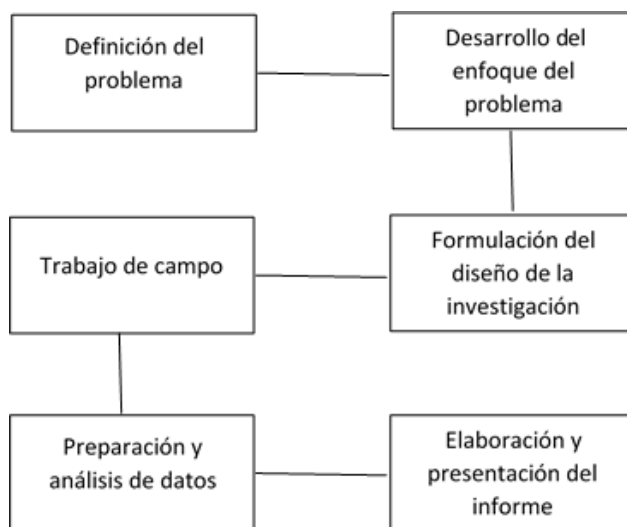 Definición del
problema
Desarrollo del
enfoque del
problema
Formulación del
diseño de la
investigación
Trabajo de campo
Preparación y
análisis de datos
Elaboración y
presentación del
informe